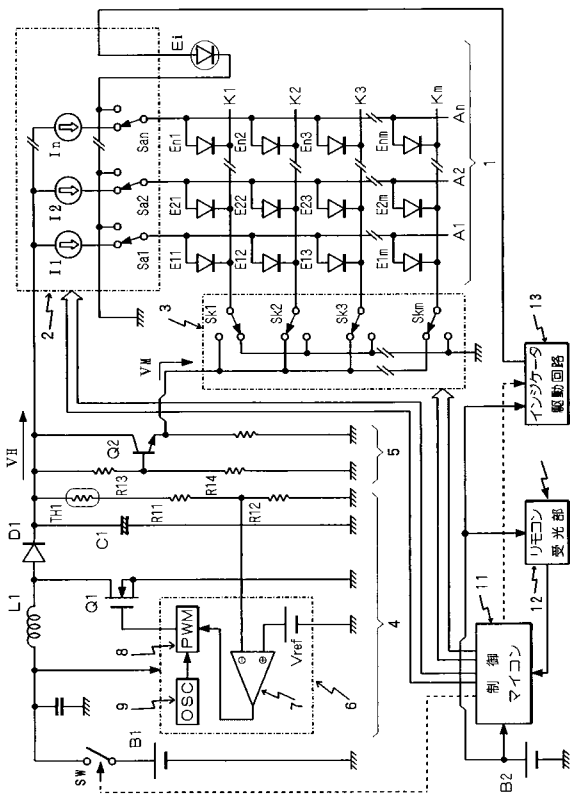 I1
I2
In
2
Sa1
Sa2
San
Ei
VH
L1
D1
TH1
R13
Q2
5
VM
3
C1
R11
R14
R12
Q1
8
PWM
9
OSC
7
Vref
6
4
SW
B1
E11
E21
En1
K1
E12
E22
En2
K2
E13
E23
En3
K3
E1m
E2m
Enm
Km
A1
A2
An
1
Sk1
Sk2
Sk3
Skm
11
制御
マイコン
B2
12
リモコン
受光部
13
インジケータ
駆動回路